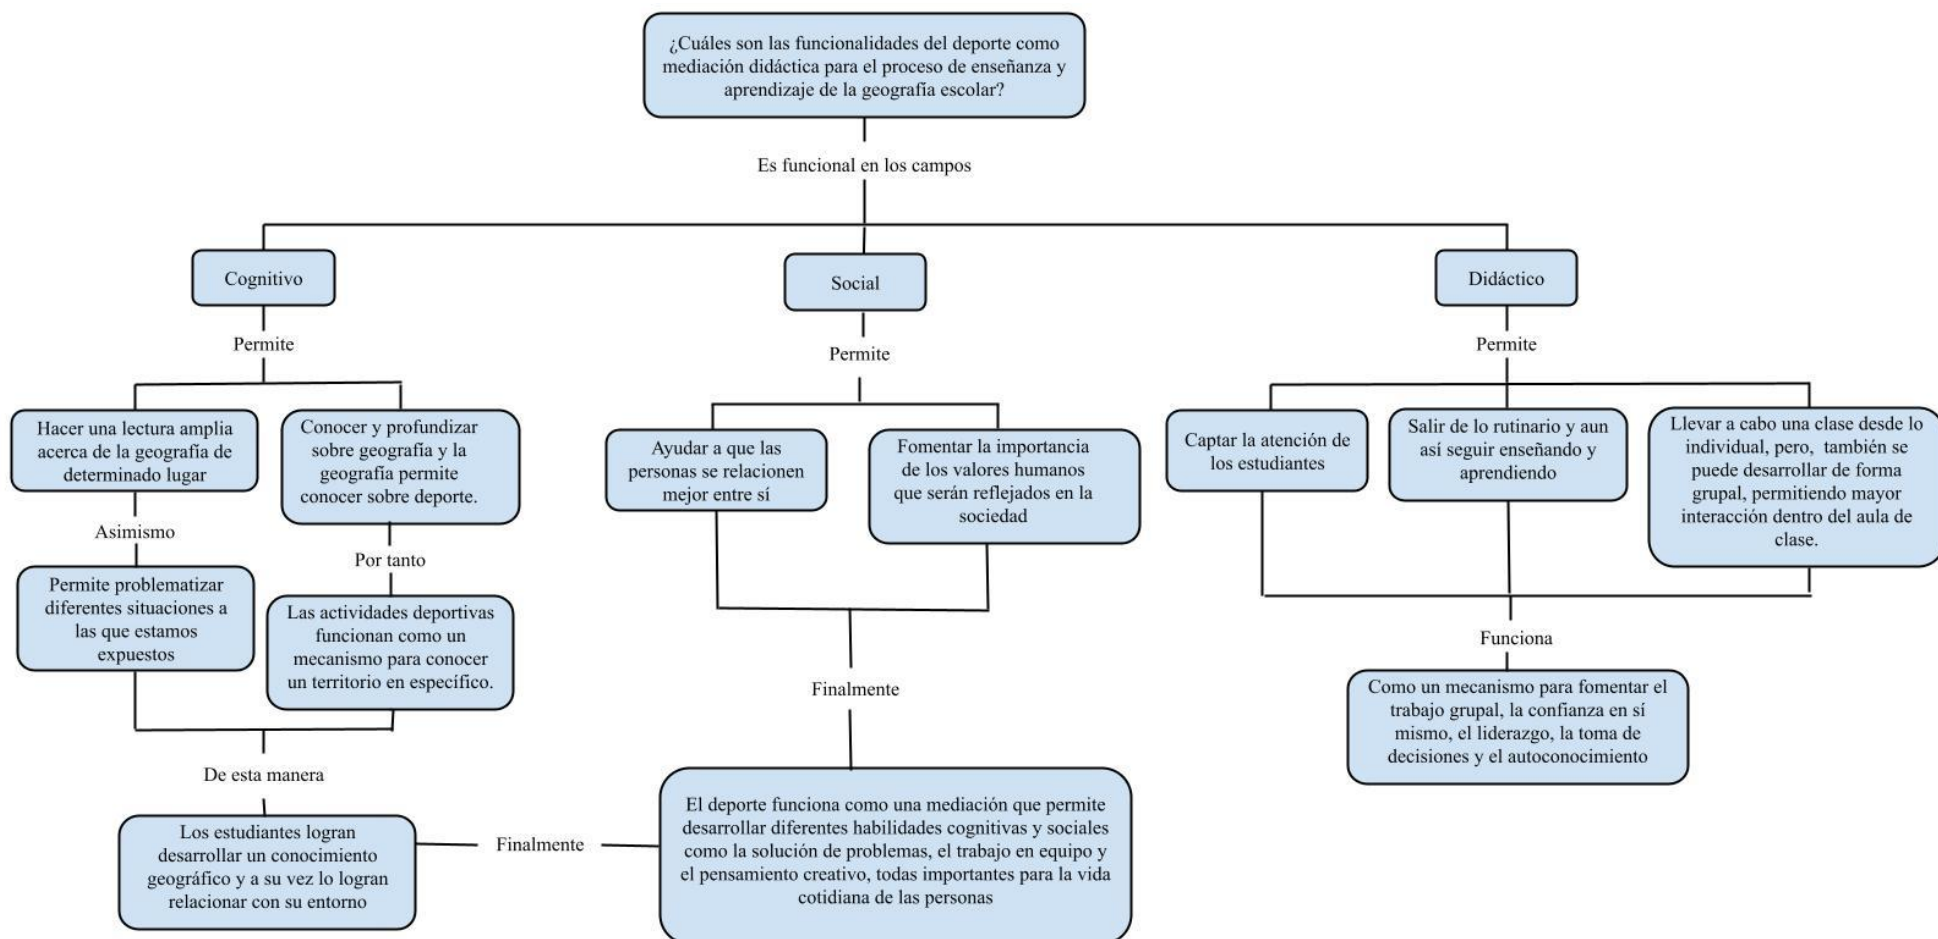 ¿Cuáles son las funcionalidades del deporte como
mediación didáctica para el proceso de enseñanza y
aprendizaje de la geografía escolar?
Es funcional en los campos
Cognitivo
Social
Didáctico
Permite
Permite
Permite
Hacer una lectura amplia
acerca de la geografía de
determinado lugar
Conocer y profundizar
sobre geografía y la
geografía permite
conocer sobre deporte.
Ayudar a que las
personas se relacionen
mejor entre sí
Fomentar la importancia
de los valores humanos
que serán reflejados en la
sociedad
Captar la atención de
los estudiantes
Salir de lo rutinario y aun
así seguir enseñando y
aprendiendo
Llevar a cabo una clase desde lo
individual, pero, también se
puede desarrollar de forma
grupal, permitiendo mayor
interacción dentro del aula de
clase.
Asimismo
Por tanto
Permite problematizar
diferentes situaciones a
las que estamos
expuestos
Las actividades deportivas
funcionan como un
mecanismo para conocer
un territorio en específico.
Finalmente
Funciona
Como un mecanismo para fomentar el
trabajo grupal, la confianza en sí
mismo, el liderazgo, la toma de
decisiones y el autoconocimiento
De esta manera
Los estudiantes logran
desarrollar un conocimiento
geográfico y a su vez lo logran
relacionar con su entorno
Finalmente
El deporte funciona como una mediación que permite
desarrollar diferentes habilidades cognitivas y sociales
como la solución de problemas, el trabajo en equipo y
el pensamiento creativo, todas importantes para la vida
cotidiana de las personas